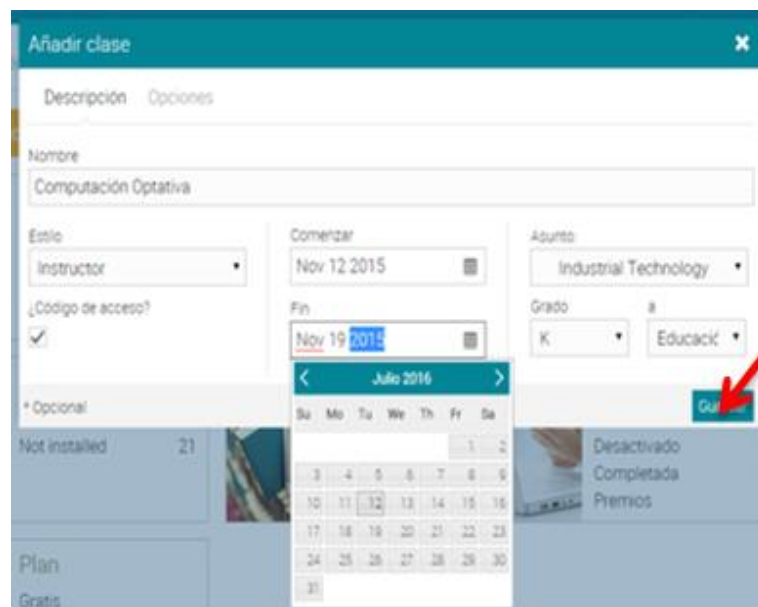 Añadir clase
Descripción Opciones
Nombre
Computación Optativa
Estilo Comenzar Asunto:
Instructor Nov 12 2015 Industrial Technology
¿Código de acceso? Fin Grado a
Nov 19 2015 K Educació
Julio 2016
* Opcional
Su Mo Tu We Th Fr Sa
1 2
Not installed 21 Desactivado
3 4 5 6 7 8 9
Completada
10 11 12 13 14 15 16
Premios
17 18 19 20 21 22 23
24 25 26 27 28 29 30
Plan
31
Gratis